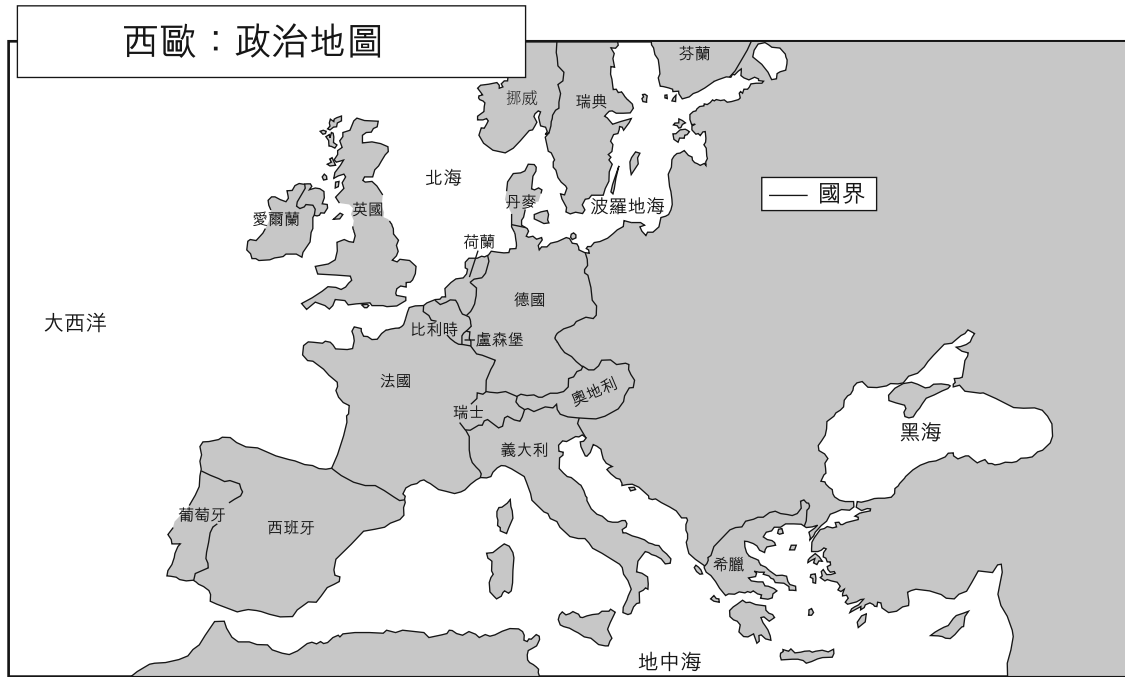 西歐：政治地圖
芬蘭
挪威
瑞典
北海
國界
丹麥
波羅地海
英國
愛爾蘭
荷蘭
德國
大西洋
比利時
盧森堡
法國
奧地利
瑞士
黑海
義大利
葡萄牙
西班牙
希臘
地中海